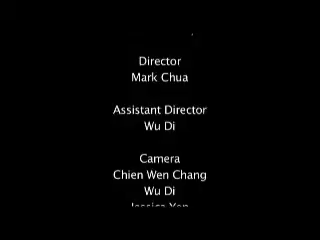 Director
Mark Chua
Assistant Director
Wu Di
Camera
Chien Wen Chang
Wu Di